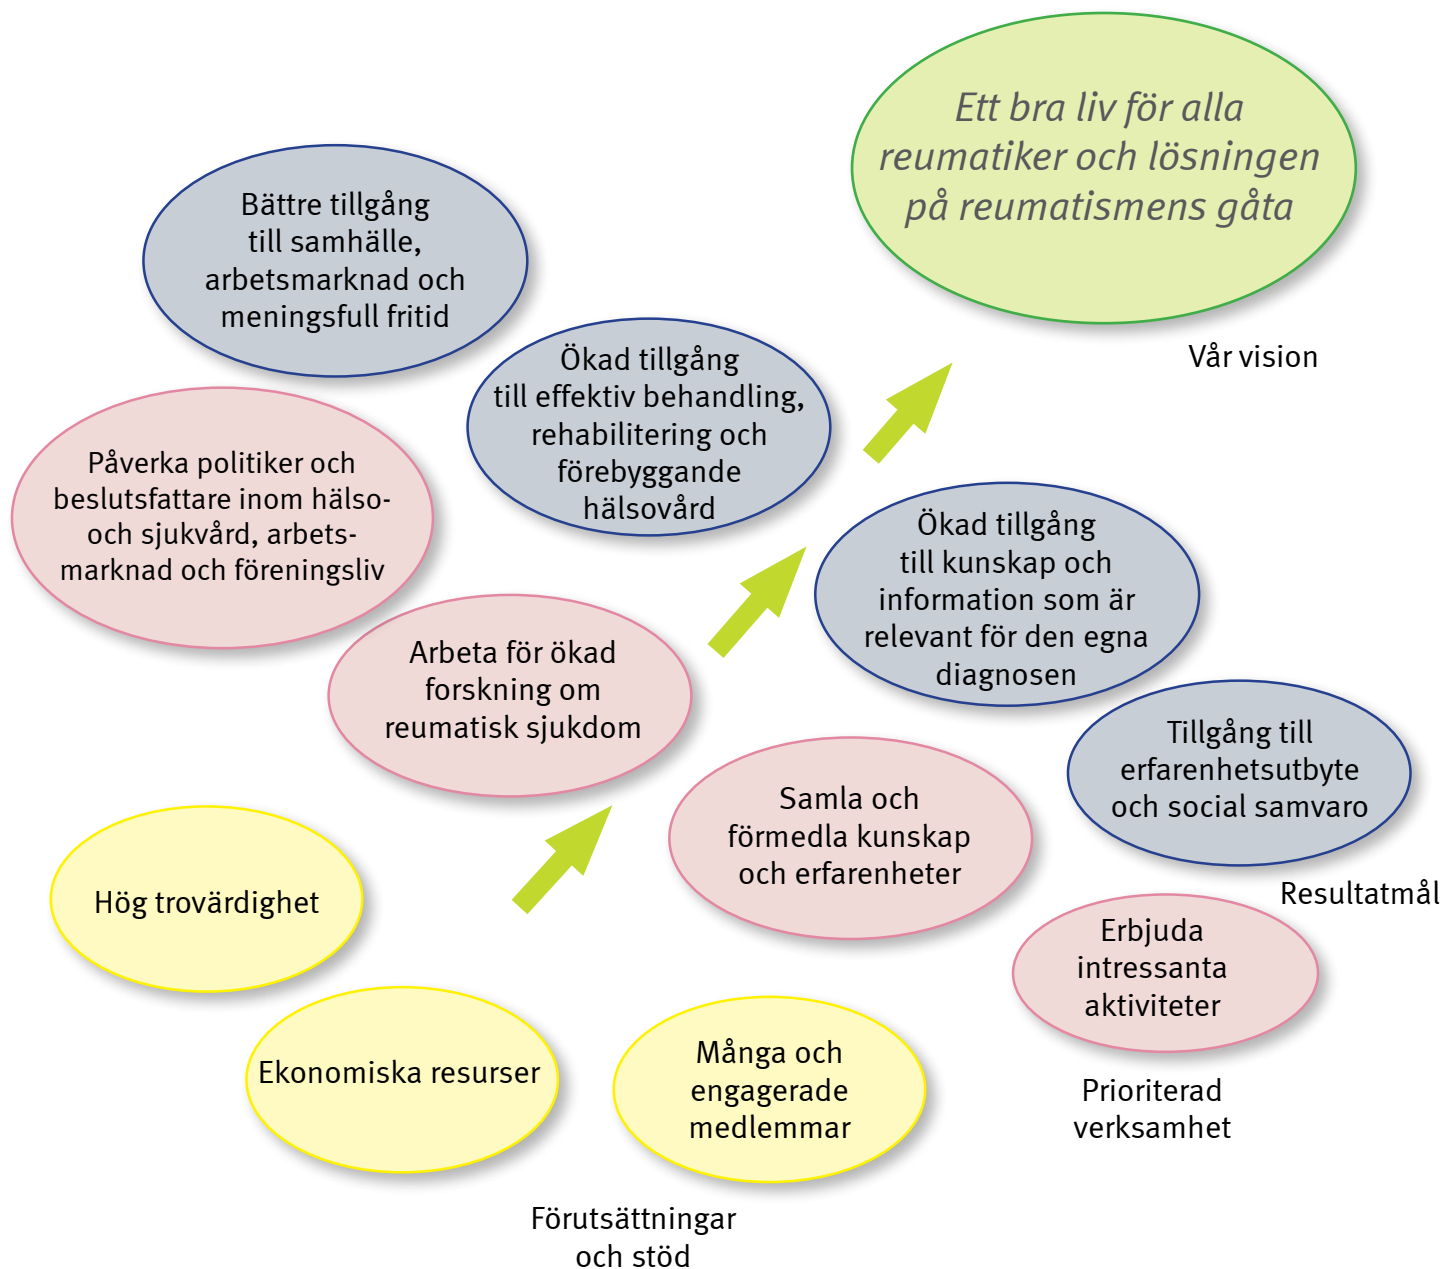 Ett bra liv för alla
reumatiker och lösningen
på reumatismens gåta
Vår vision
Bättre tillgång
till samhälle,
arbetsmarknad och
meningsfull fritid
Ökad tillgång
till effektiv behandling,
rehabilitering och
förebyggande
hälsovård
Ökad tillgång
till kunskap och
information som är
relevant för den egna
diagnosen
Tillgång till
erfarenhetsutbyte
och social samvaro
Resultatmål
Påverka politiker och
beslutsfattare inom hälso-
och sjukvård, arbets-
marknad och föreningsliv
Arbeta för ökad
forskning om
reumatisk sjukdom
Samla och
förmedla kunskap
och erfarenheter
Erbjuda
intressanta
aktiviteter
Prioriterad
verksamhet
Hög trovärdighet
Ekonomiska resurser
Många och
engagerade
medlemmar
Förutsättningar
och stöd